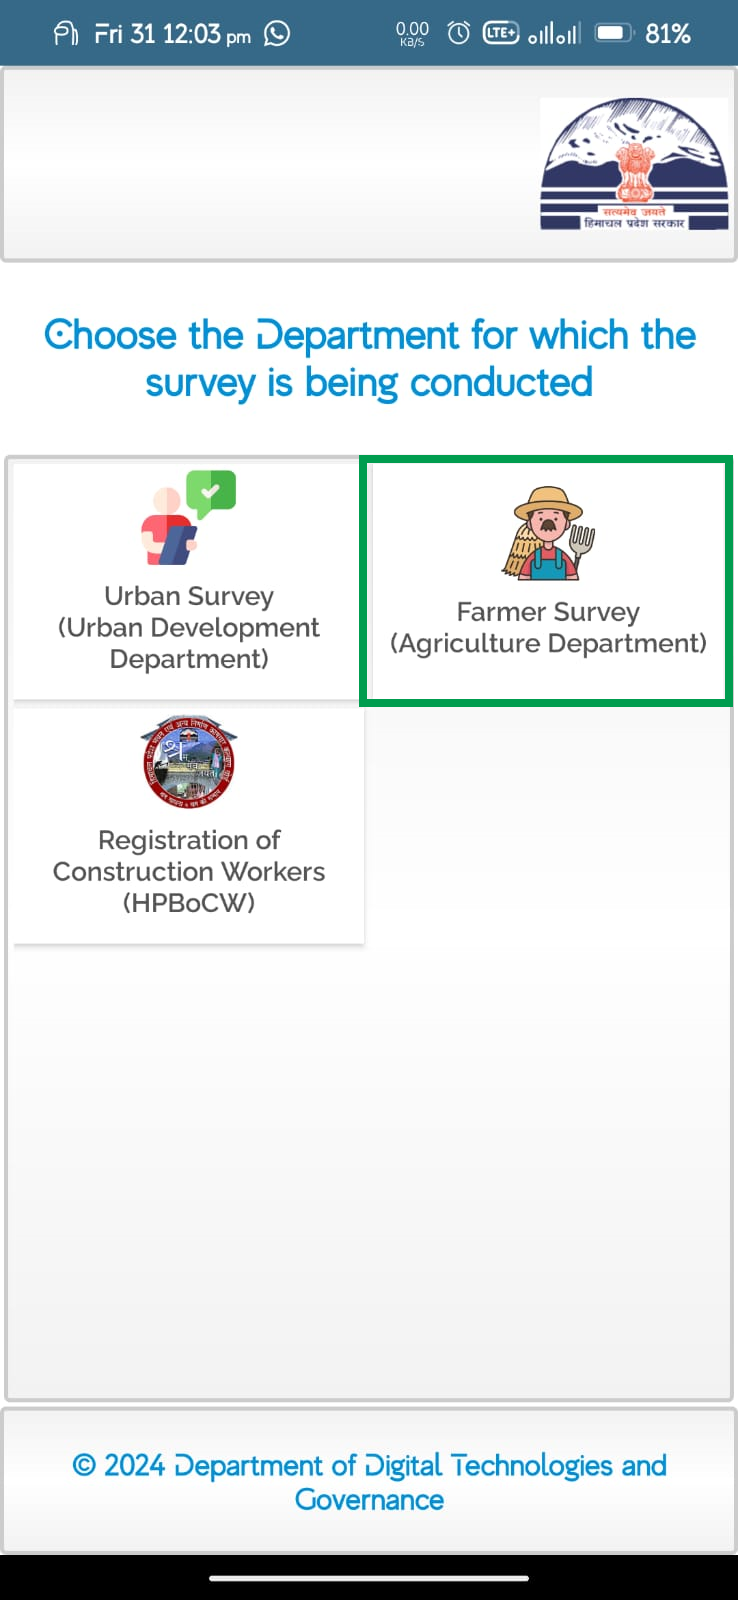 Fri 31 12:03 pm
0.00
KB/S
LTE+
81%
सत्यमेव जयते
हिमाचल प्रदेश सरकार
Choose the Department for which the
survey is being conducted
Urban Survey
(Urban Development
Department)
Farmer Survey
(Agriculture Department)
Registration of
Construction Workers
(HPBoCW)
© 2024 Department of Digital Technologies and
Governance